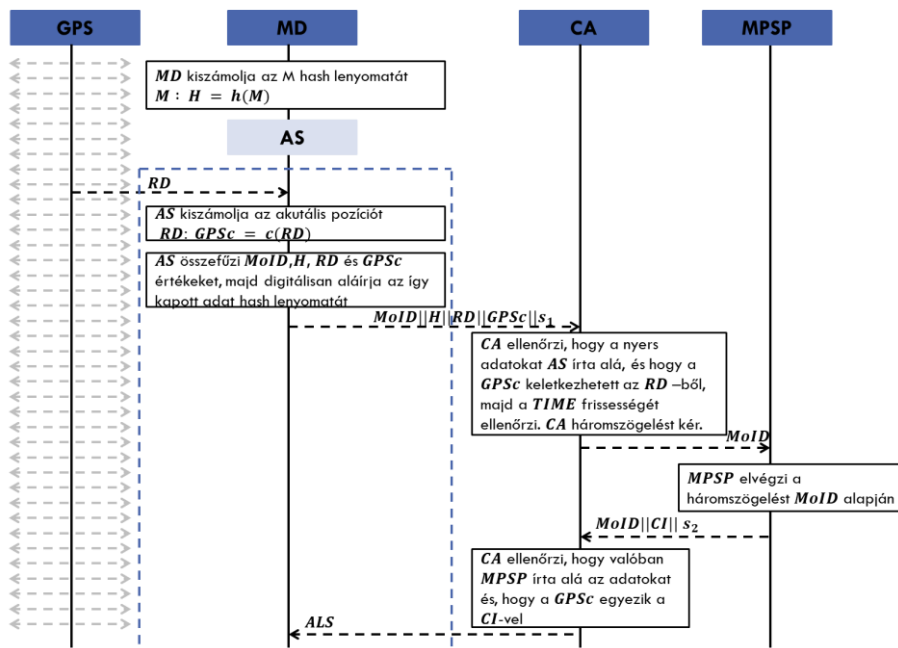 GPS
MD
CA
MPSP
MD kiszámolja az M hash lenyomatát
M : H = h(M)
AS
RD
AS kiszámolja az akutális pozíciót
RD: GPSc = c(RD)
AS összefűzi MoID,H, RD és GPSc
értékeket, majd digitálisan aláírja az így
kapott adat hash lenyomatát
MoID||H||RD||GPSc||s₁
CA ellenőrzi, hogy a nyers
adatokat AS írta alá, és hogy a
GPSc keletkezhetett az RD –ből,
majd a TIME frissességét
ellenőrzi. CA háromszögelést kér.
MoID
MPSP elvégzi a
háromszögelést MoID alapján
MoID||CI|| s₂
CA ellenőrzi, hogy valóban
MPSP írta alá az adatokat
és, hogy a GPSc egyezik a
CI-vel
ALS